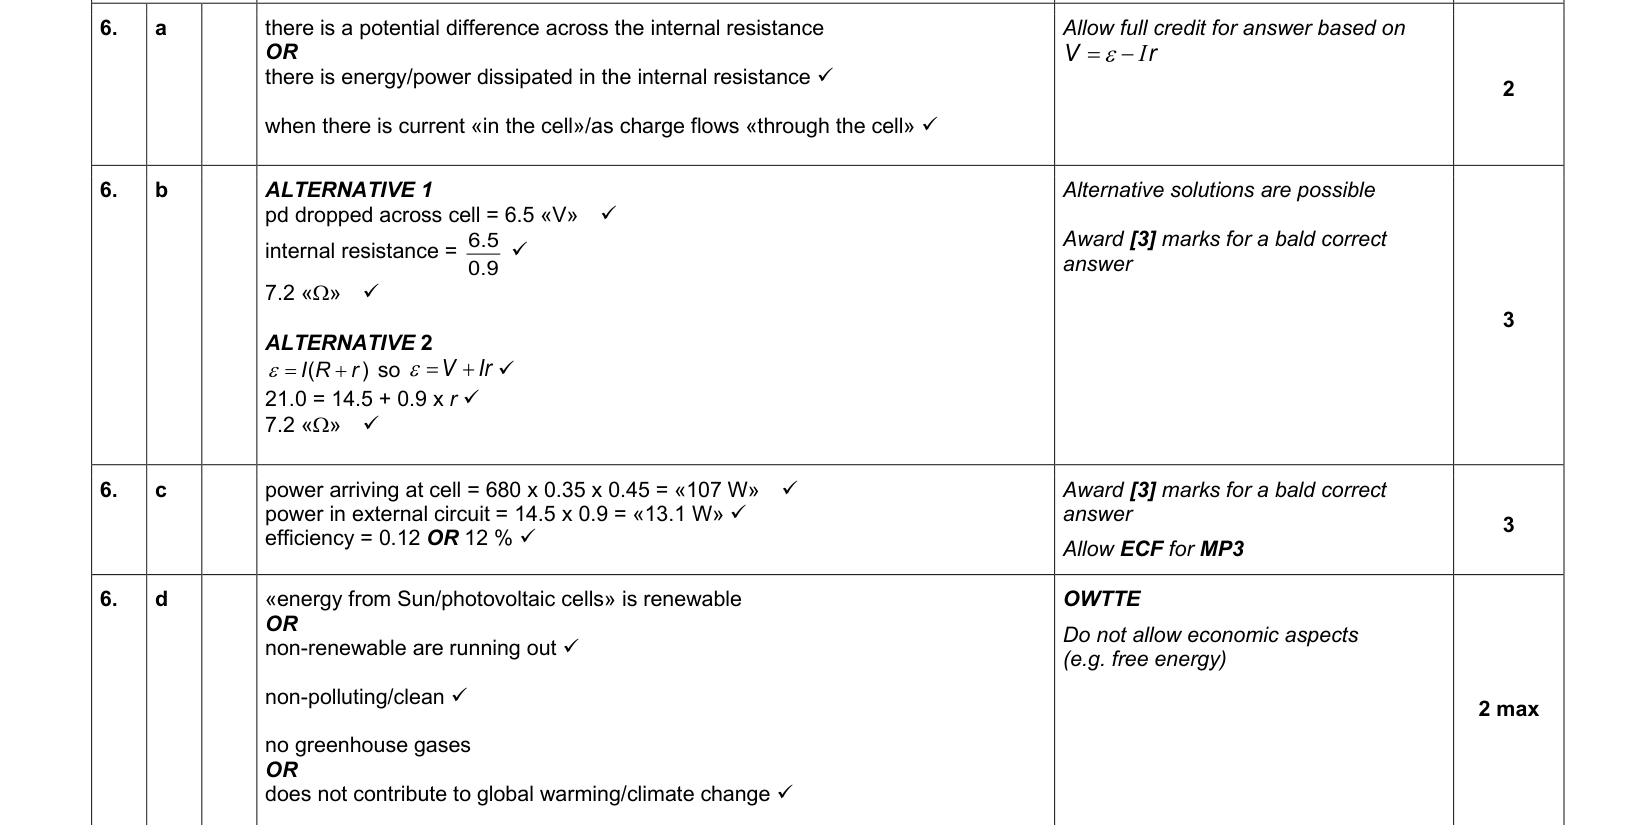 6. a there is a potential difference across the internal resistance Allow full credit for answer based on
OR V = ε − Ir
there is energy/power dissipated in the internal resistance ✓
2
when there is current «in the cell»/as charge flows «through the cell» ✓
6. b ALTERNATIVE 1 Alternative solutions are possible
pd dropped across cell = 6.5 «V» ✓
internal resistance = 6.5/0.9 ✓ Award [3] marks for a bald correct
answer
7.2 «Ω» ✓
3
ALTERNATIVE 2
ε = I(R + r) so ε = V + Ir ✓
21.0 = 14.5 + 0.9 x r ✓
7.2 «Ω» ✓
6. c power arriving at cell = 680 x 0.35 x 0.45 = «107 W» ✓ Award [3] marks for a bald correct
power in external circuit = 14.5 x 0.9 = «13.1 W» ✓ answer
3
efficiency = 0.12 OR 12 % ✓ Allow ECF for MP3
6. d «energy from Sun/photovoltaic cells» is renewable OWTTE
OR Do not allow economic aspects
non-renewable are running out ✓ (e.g. free energy)
non-polluting/clean ✓
2 max
no greenhouse gases
OR
does not contribute to global warming/climate change ✓